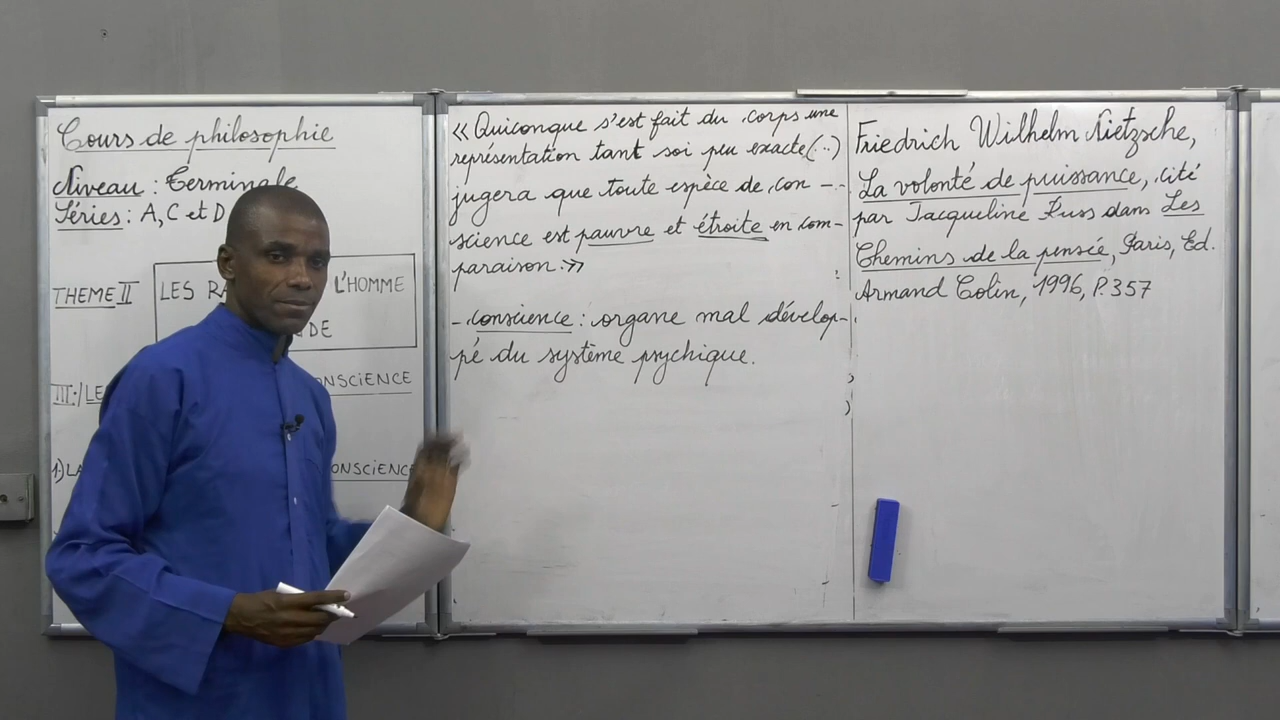 Cours de philosophie
Niveau : Terminale
Séries : A, C et D
THEME II
LES RA L'HOMME
DE
III:/ LE ONSCIENCE
1) LA ONSCIENCE
« Quiconque s'est fait du corps une
représentation tant soi peu exacte (...)
jugera que toute espèce de con -
science est pauvre et étroite en com-
paraison. »
- conscience : organe mal dévelop-
pé du système psychique.
Friedrich Wilhelm Nietzsche,
La volonté de puissance, cité
par Jacqueline Russ dans Les
Chemins de la pensée, Paris, Ed.
Armand Colin, 1996, P. 357